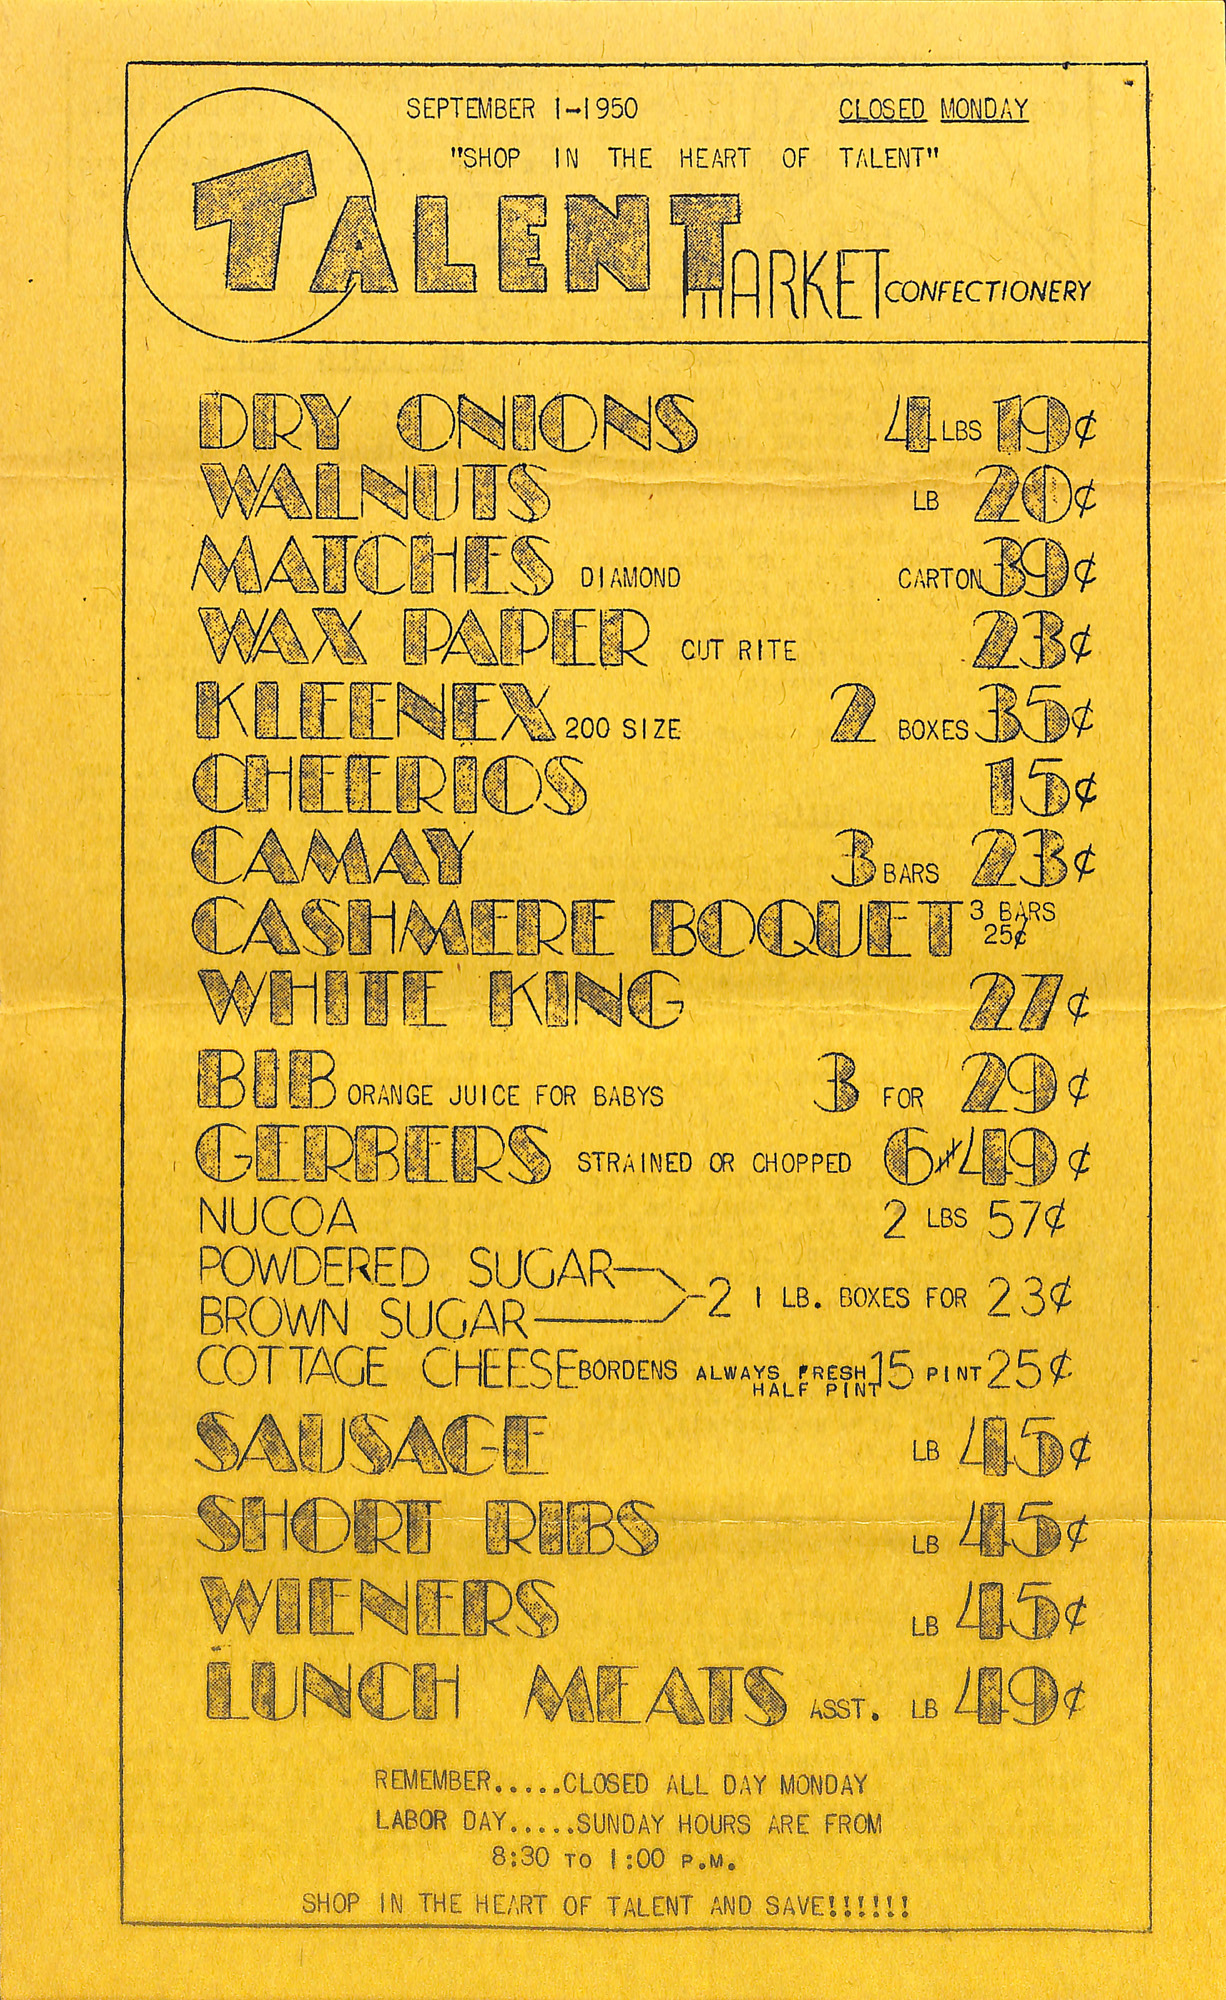 SEPTEMBER 1-1950 CLOSED MONDAY
"SHOP IN THE HEART OF TALENT"
TALENT MARKET CONFECTIONERY
DRY ONIONS 4 LBS 19¢
WALNUTS LB 20¢
MATCHES DIAMOND CARTON 39¢
WAX PAPER CUT RITE 23¢
KLEENEX 200 SIZE 2 BOXES 35¢
CHEERIOS 15¢
CAMAY 3 BARS 23¢
CASHMERE BOQUET 3 BARS
25¢
WHITE KING 27¢
BIB ORANGE JUICE FOR BABYS 3 FOR 29¢
GERBERS STRAINED OR CHOPPED 6 49¢
NUCOA 2 LBS 57¢
POWDERED SUGAR
BROWN SUGAR 2 1 LB. BOXES FOR 23¢
COTTAGE CHEESE BORDENS ALWAYS FRESH 15 PINT 25¢
HALF PINT
SAUSAGE LB 45¢
SHORT RIBS LB 45¢
WIENERS LB 45¢
LUNCH MEATS ASST. LB 49¢
REMEMBER.....CLOSED ALL DAY MONDAY
LABOR DAY.....SUNDAY HOURS ARE FROM
8:30 TO 1:00 P.M.
SHOP IN THE HEART OF TALENT AND SAVE!!!!!!